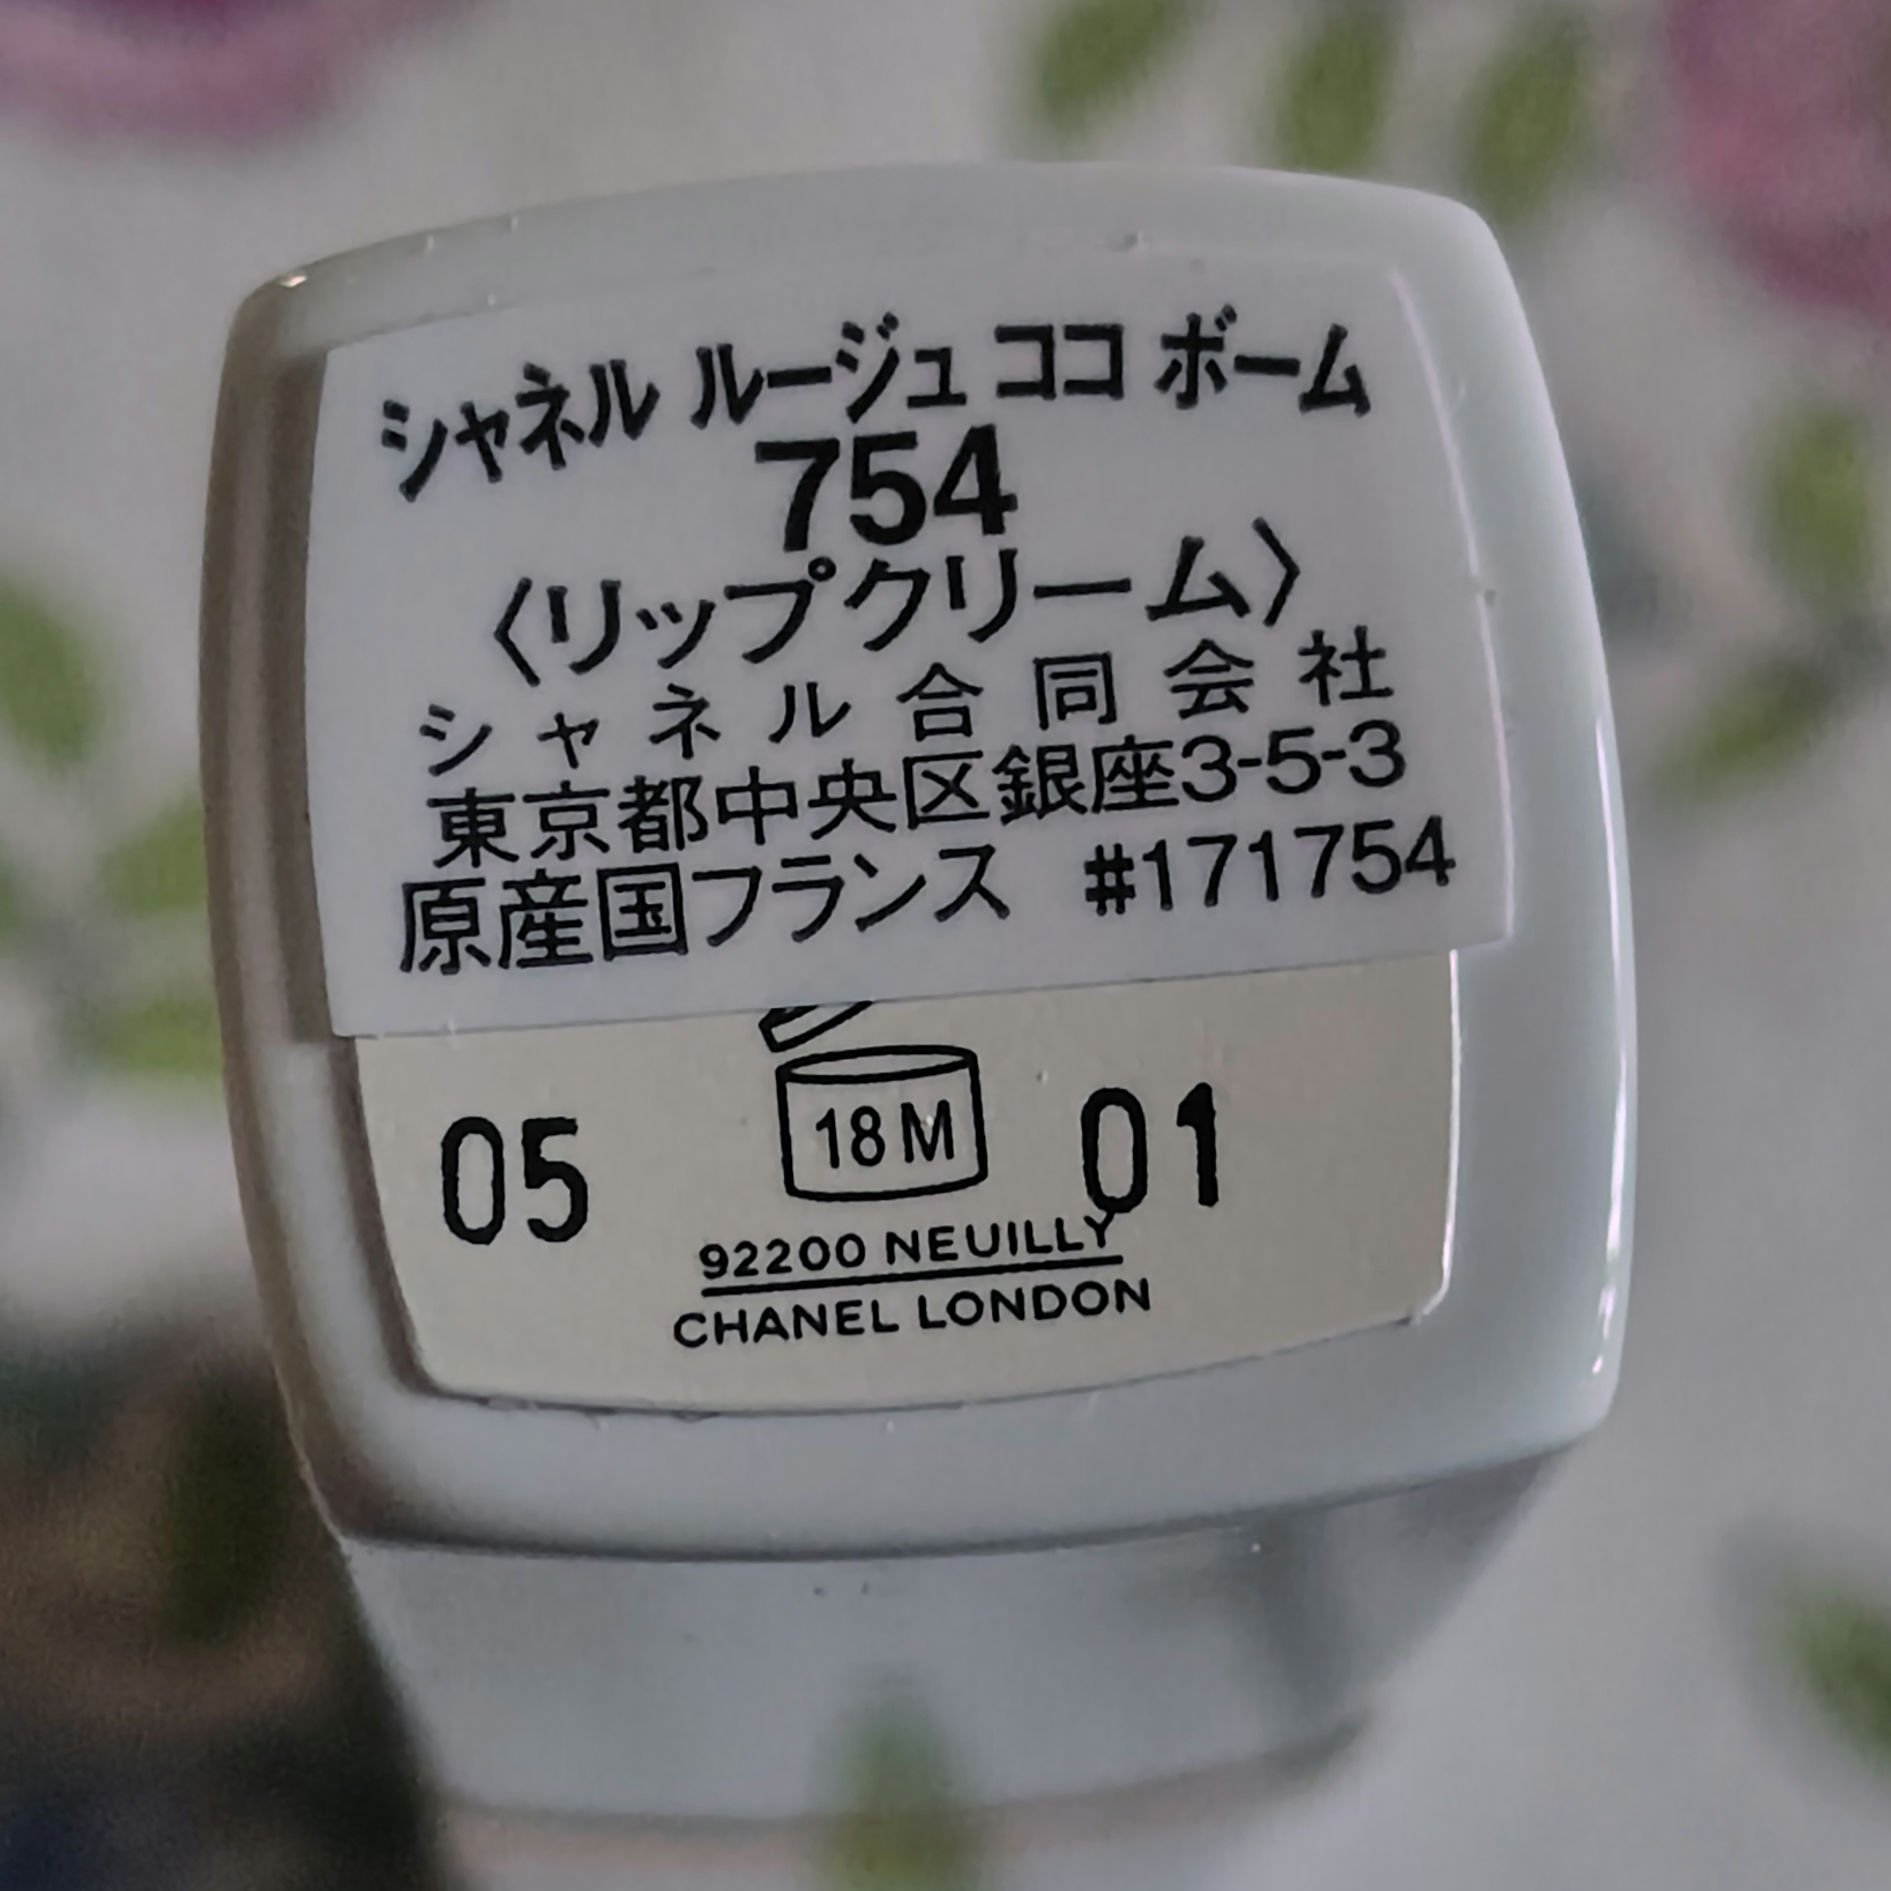 シャネル ルージュ ココ ボーム
754
〈リップクリーム〉
シャネル合同会社
東京都中央区銀座3-5-3
原産国フランス #171754
05 18M 01
92200 NEUILLY
CHANEL LONDON